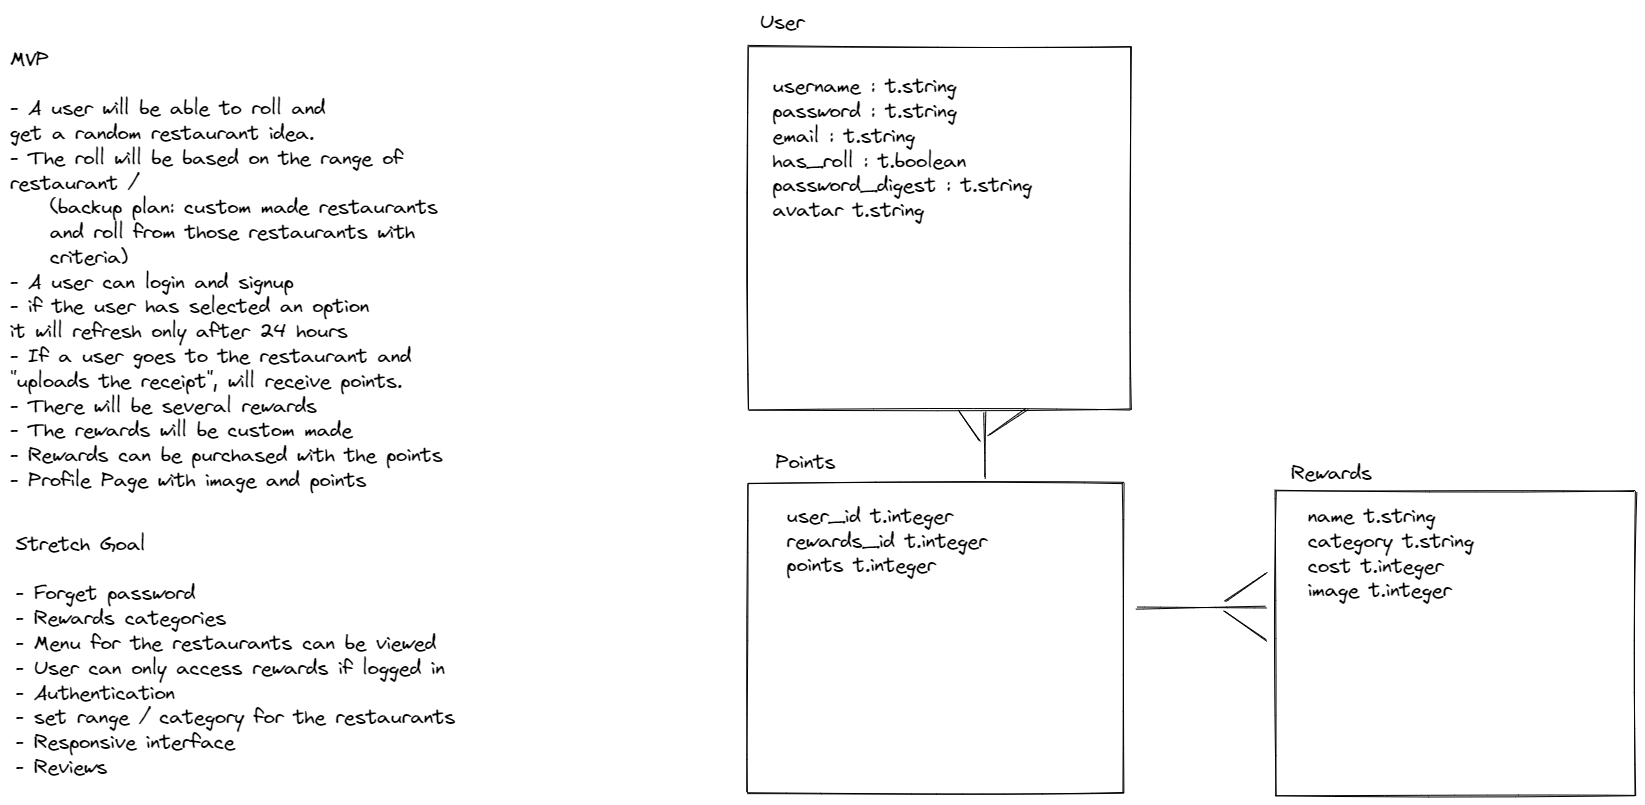 MVP
- A user will be able to roll and
get a random restaurant idea.
- The roll will be based on the range of
restaurant /
(backup plan: custom made restaurants
and roll from those restaurants with
criteria)
- A user can login and signup
- if the user has selected an option
it will refresh only after 24 hours
- If a user goes to the restaurant and
"uploads the receipt", will receive points.
- There will be several rewards
- The rewards will be custom made
- Rewards can be purchased with the points
- Profile Page with image and points
Stretch Goal
- Forget password
- Rewards categories
- Menu for the restaurants can be viewed
- User can only access rewards if logged in
- Authentication
- set range / category for the restaurants
- Responsive interface
- Reviews
User
username : t.string
password : t.string
email : t.string
has_roll : t.boolean
password_digest : t.string
avatar t.string
Points
user_id t.integer
rewards_id t.integer
points t.integer
Rewards
name t.string
category t.string
cost t.integer
image t.integer